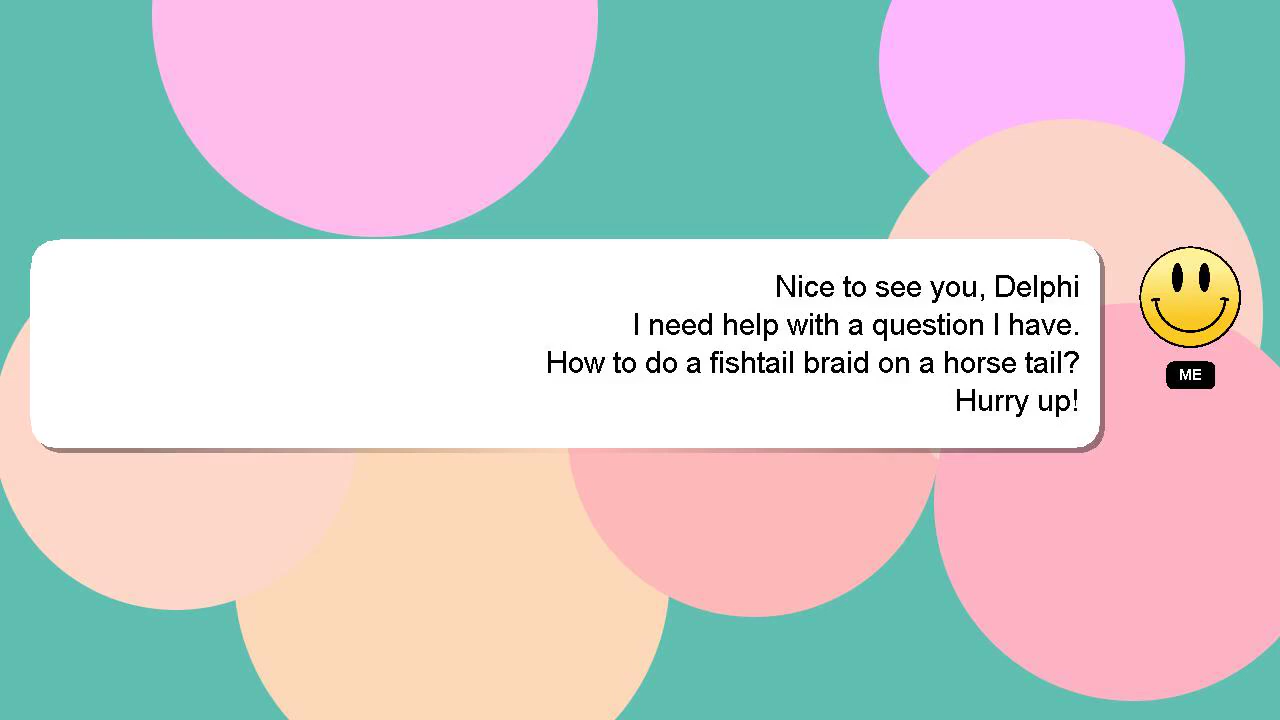 Nice to see you, Delphi
I need help with a question I have.
How to do a fishtail braid on a horse tail?
Hurry up!
ME